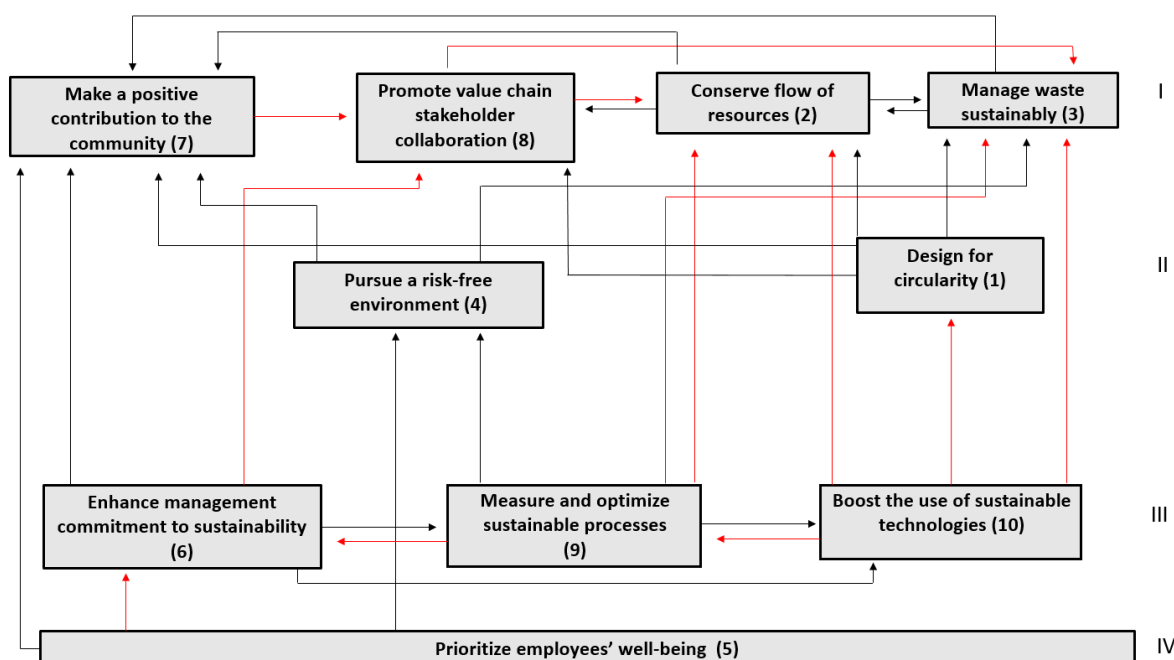 Make a positive
contribution to the
community (7)
Promote value chain
stakeholder
collaboration (8)
Conserve flow of
resources (2)
Manage waste
sustainably (3)
I
Pursue a risk-free
environment (4)
Design for
circularity (1)
II
Enhance management
commitment to sustainability
(6)
Measure and optimize
sustainable processes
(9)
Boost the use of sustainable
technologies (10)
III
Prioritize employees’ well-being (5)
IV